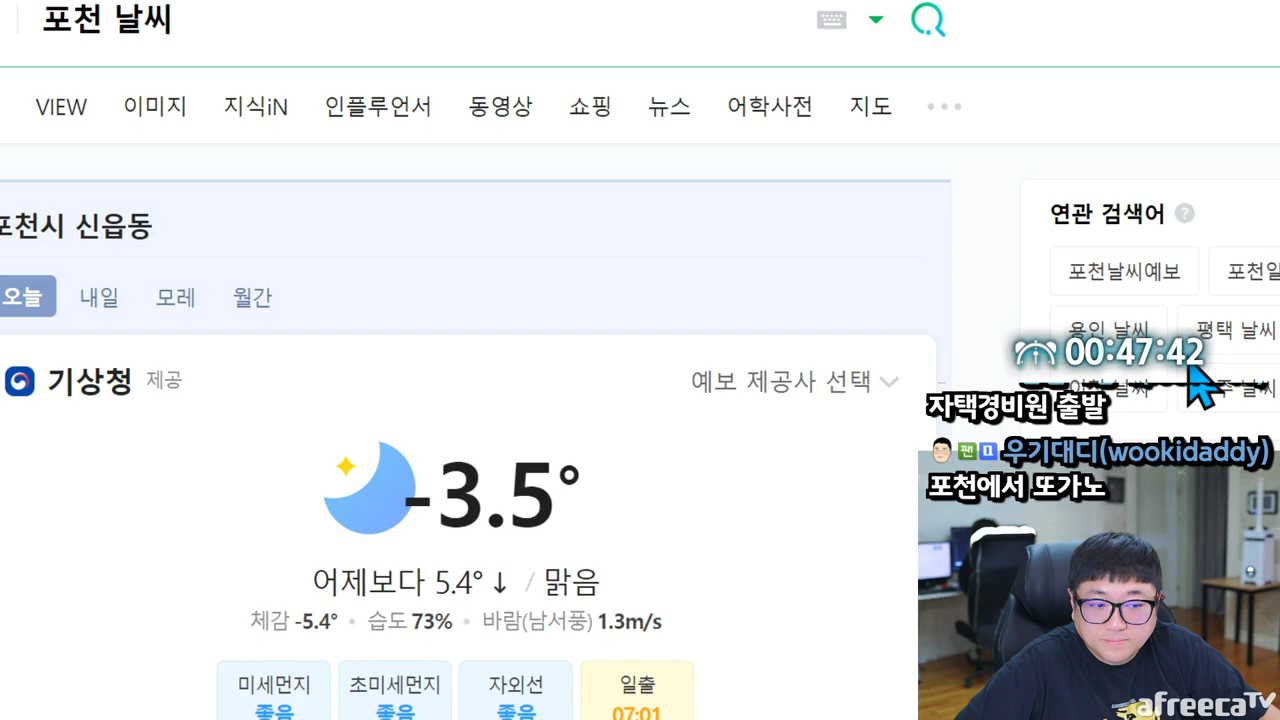 포천 날씨
VIEW 이미지 지식iN 인플루언서 동영상 쇼핑 뉴스 어학사전 지도
포천시 신읍동
오늘 내일 모레 월간
기상청 제공
예보 제공사 선택
-3.5°
어제보다 5.4° ↓ / 맑음
체감 -5.4° 습도 73% 바람(남서풍) 1.3m/s
미세먼지 초미세먼지 자외선 일출
좋음 좋음 좋음 07:01
연관 검색어 ?
포천날씨예보
용인 날씨 평택 날씨
00:47:42
자택경비원 출발
팬 우기대디(wookidaddy)
포천에서 또가노
afreecaTV